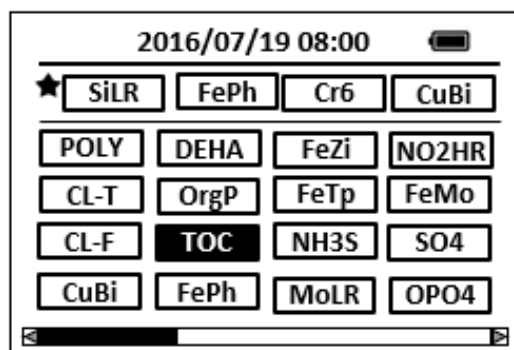 2016/07/19 08:00
SiLR FePh Cr6 CuBi
POLY DEHA FeZi NO2HR
CL-T OrgP FeTp FeMo
CL-F TOC NH3S SO4
CuBi FePh MoLR OPO4